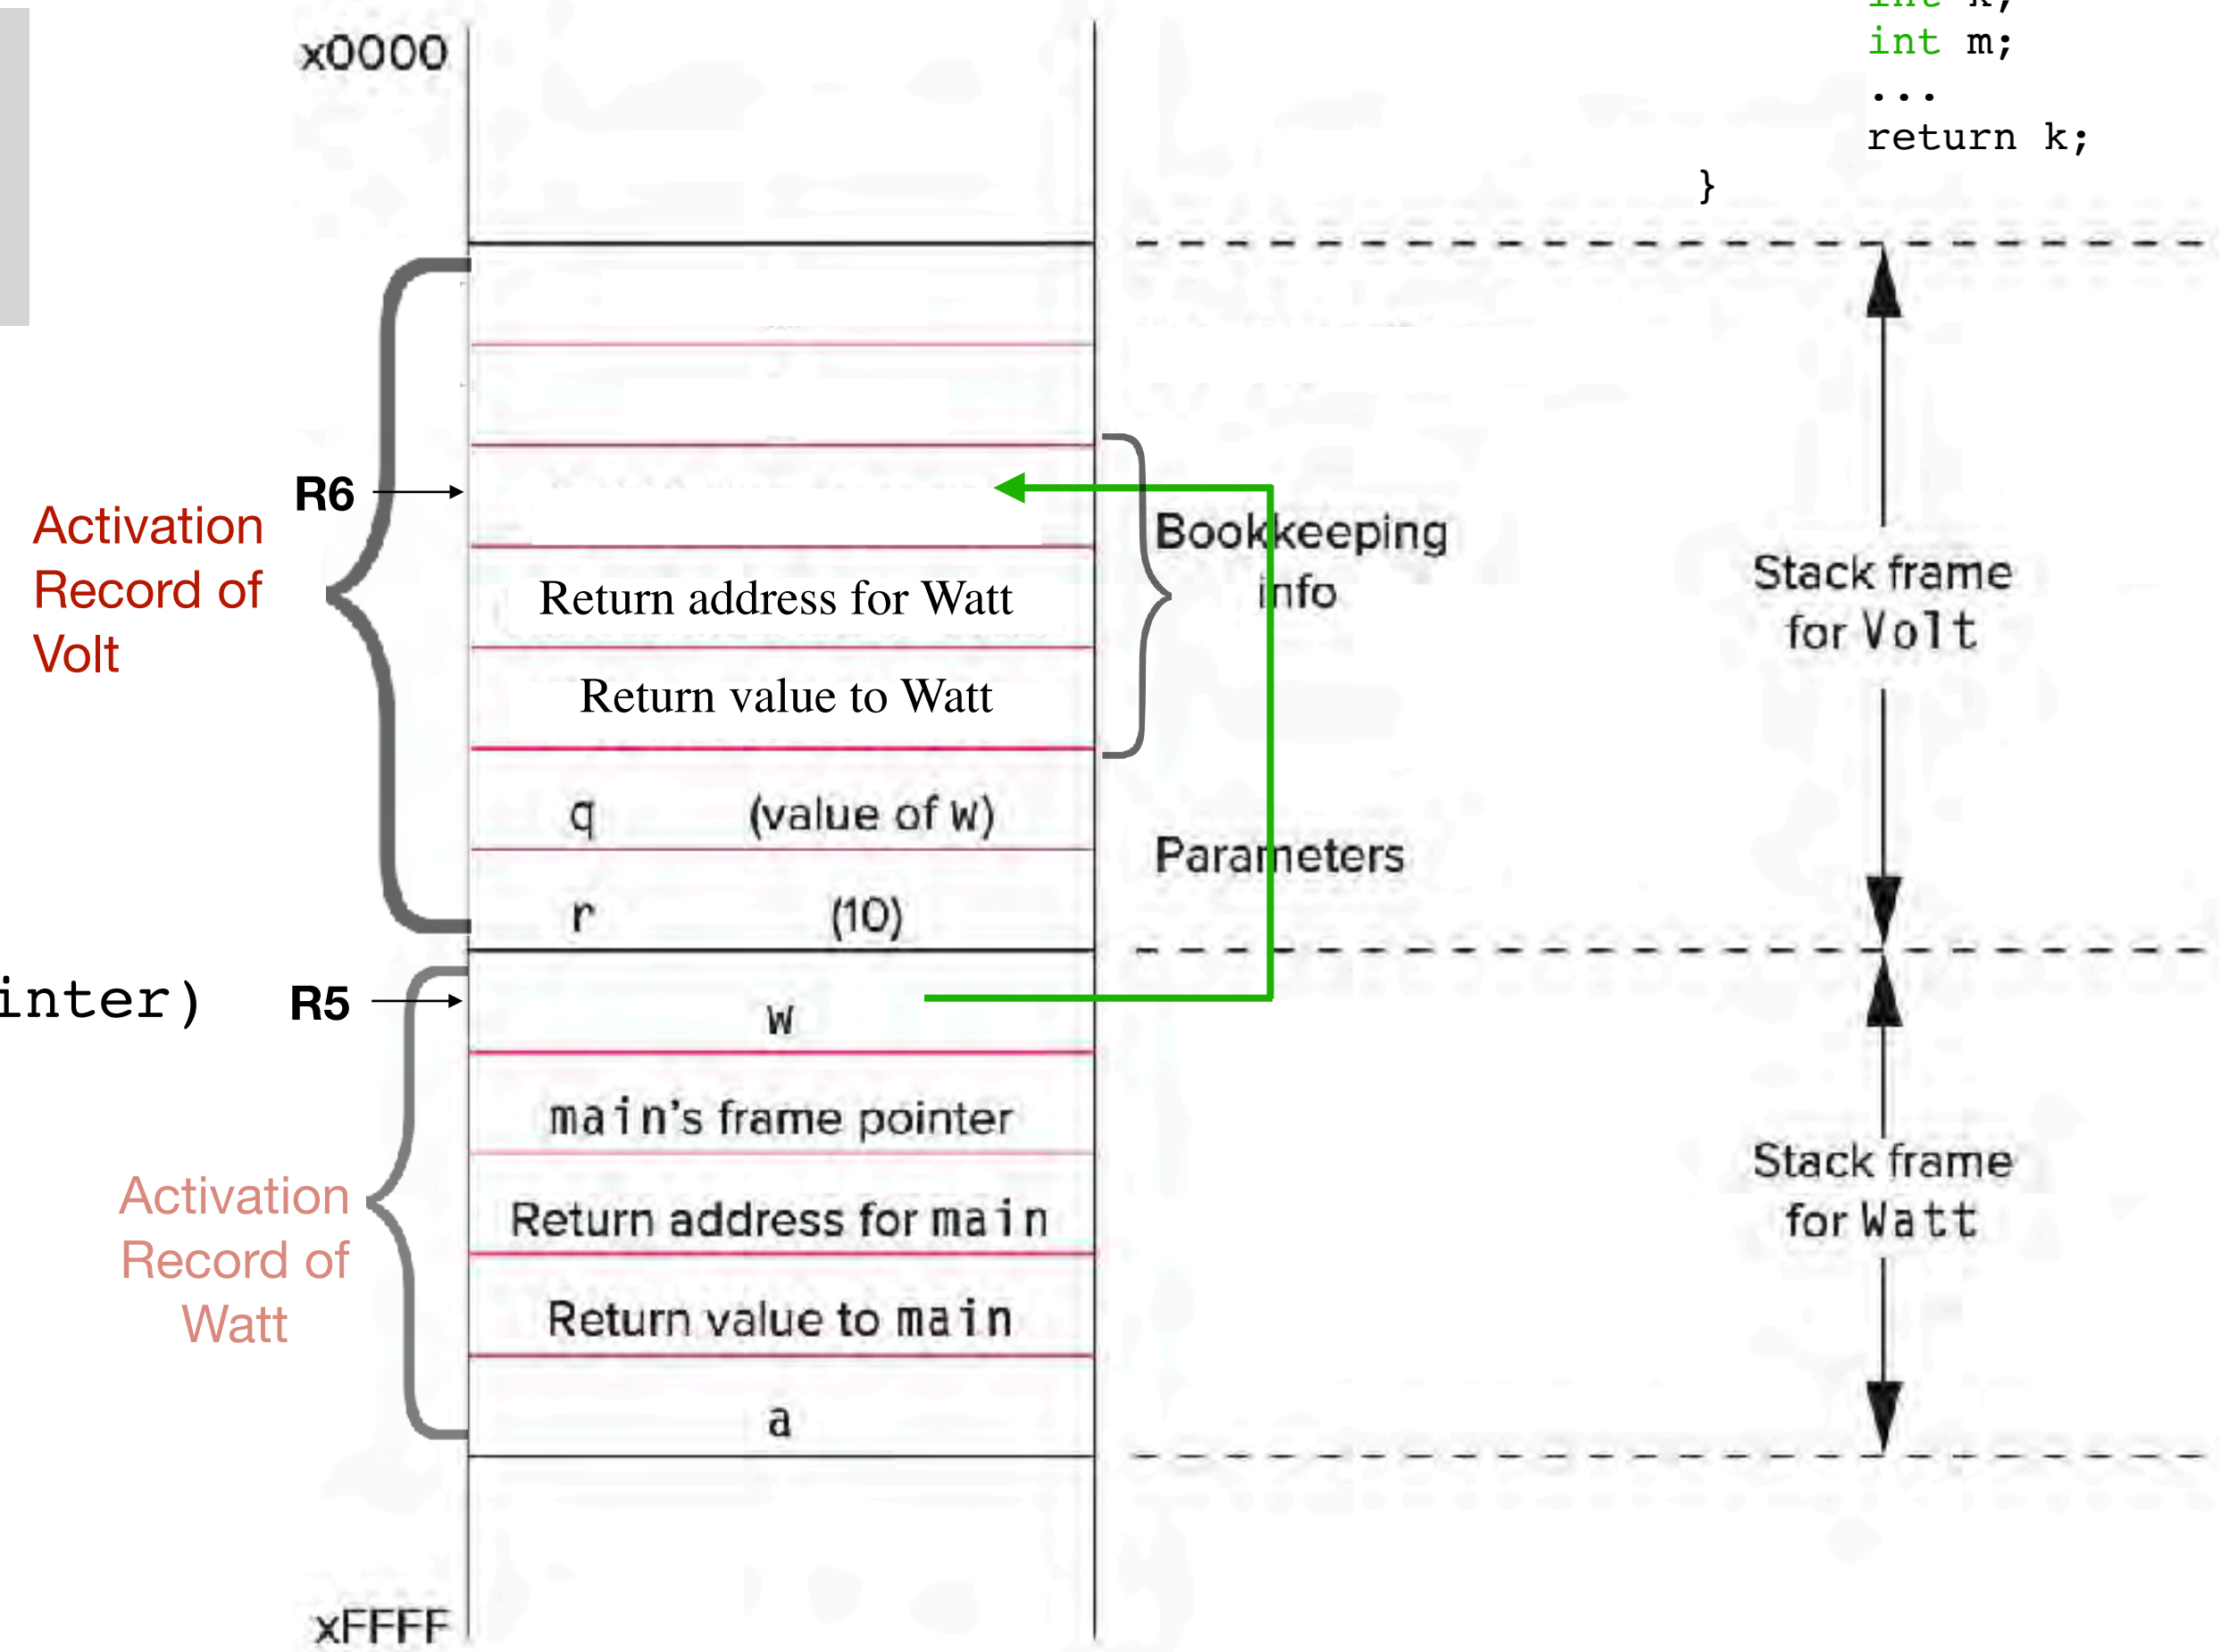 int k;
x0000
int m;
...
return k;
}
R6
Activation
Record of
Volt
Bookkeeping
info
Stack frame
for Volt
Return address for Watt
Return value to Watt
q (value of w)
Parameters
r (10)
inter)
R5
w
main's frame pointer
Activation
Record of
Watt
Stack frame
for Watt
Return address for main
Return value to main
a
xFFFF